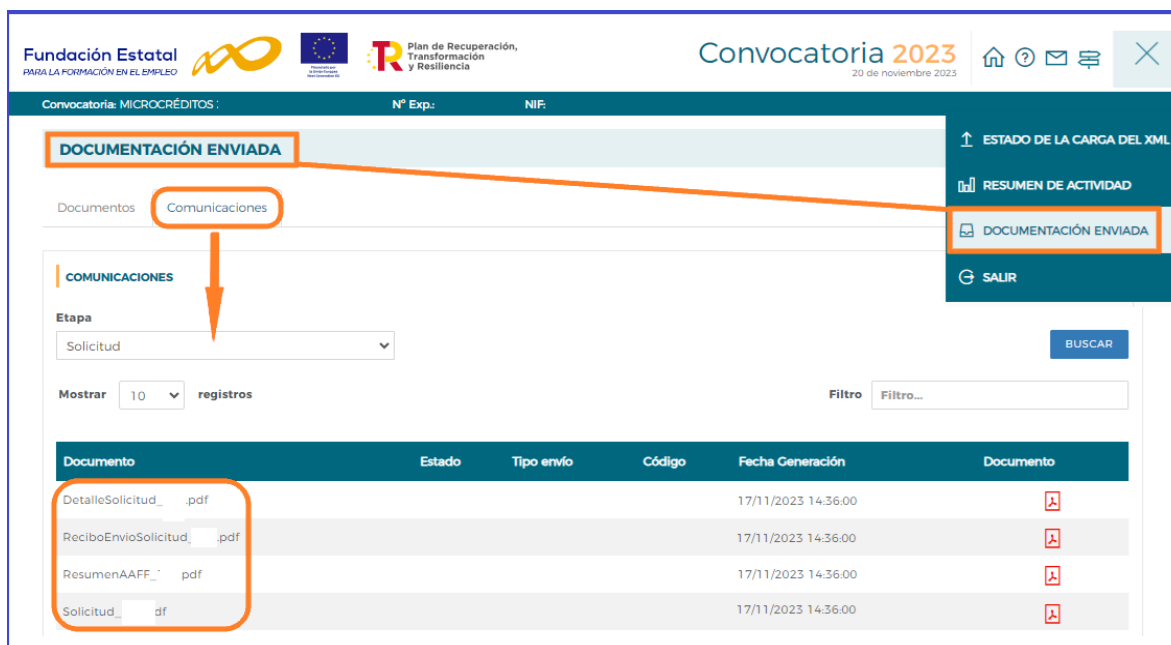 Fundación Estatal
PARA LA FORMACIÓN EN EL EMPLEO
Plan de Recuperación,
Transformación
y Resiliencia
Convocatoria 2023
20 de noviembre 2023
Convocatoria: MICROCRÉDITOS : Nº Exp.: NIF:
ESTADO DE LA CARGA DEL XML
DOCUMENTACIÓN ENVIADA
RESUMEN DE ACTIVIDAD
Documentos Comunicaciones
DOCUMENTACIÓN ENVIADA
COMUNICACIONES
SALIR
Etapa
Solicitud
BUSCAR
Mostrar 10 registros Filtro Filtro...
Documento Estado Tipo envío Código Fecha Generación Documento
DetalleSolicitud_ .pdf 17/11/2023 14:36:00
ReciboEnvioSolicitud_ .pdf 17/11/2023 14:36:00
ResumenAAFF_ pdf 17/11/2023 14:36:00
Solicitud_ df 17/11/2023 14:36:00